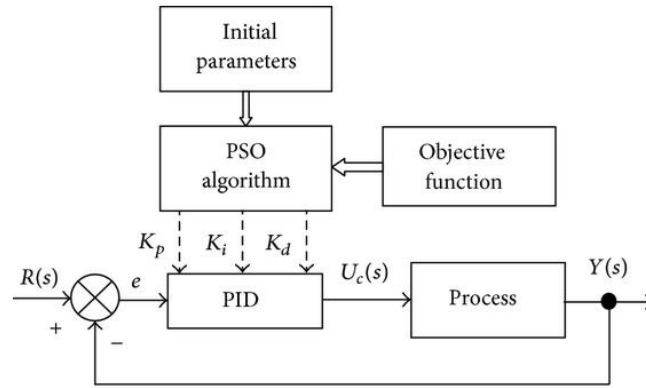 Initial
parameters
PSO
algorithm
Objective
function
K_p K_i K_d
R(s) e PID U_c(s) Process Y(s)
+
−